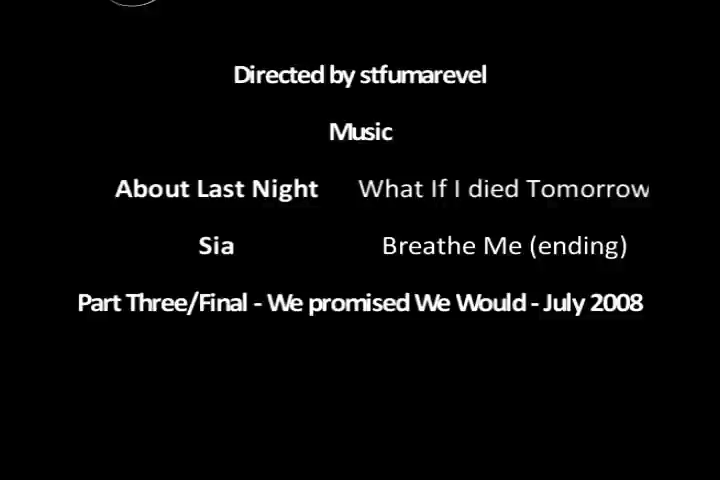 Directed by stfumarevel
Music
About Last Night What If I died Tomorrow
Sia Breathe Me (ending)
Part Three/Final - We promised We Would - July 2008